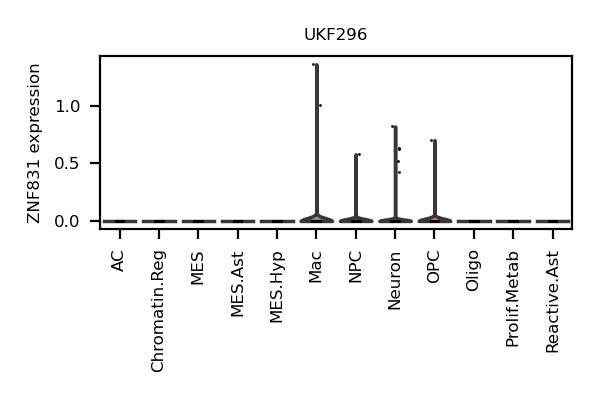 UKF296
ZNF831 expression
1.0
0.5
0.0
AC
Chromatin.Reg
MES
MES.Ast
MES.Hyp
Mac
NPC
Neuron
OPC
Oligo
Prolif.Metab
Reactive.Ast